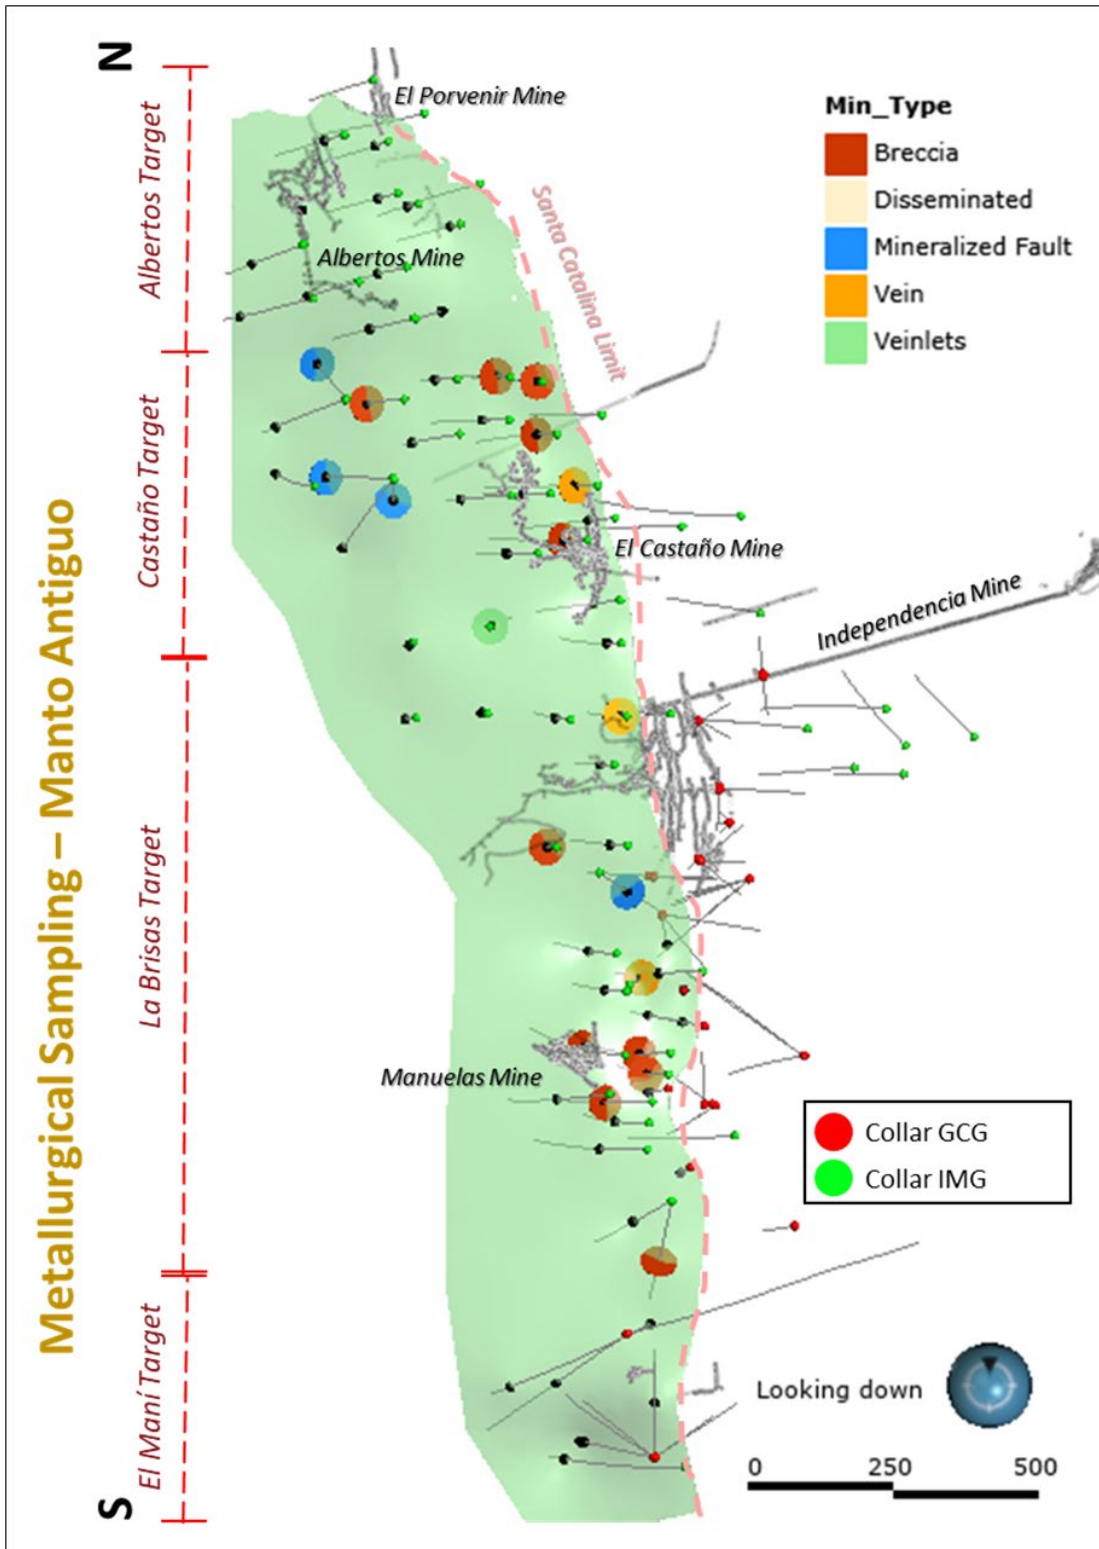 Metallurgical Sampling – Manto Antiguo
N
S
Albertos Target
Castaño Target
La Brisas Target
El Maní Target
El Porvenir Mine
Santa Catalina Limit
Albertos Mine
El Castaño Mine
Independencia Mine
Manuelas Mine
Min_Type
Breccia
Disseminated
Mineralized Fault
Vein
Veinlets
Collar GCG
Collar IMG
Looking down
0 250 500